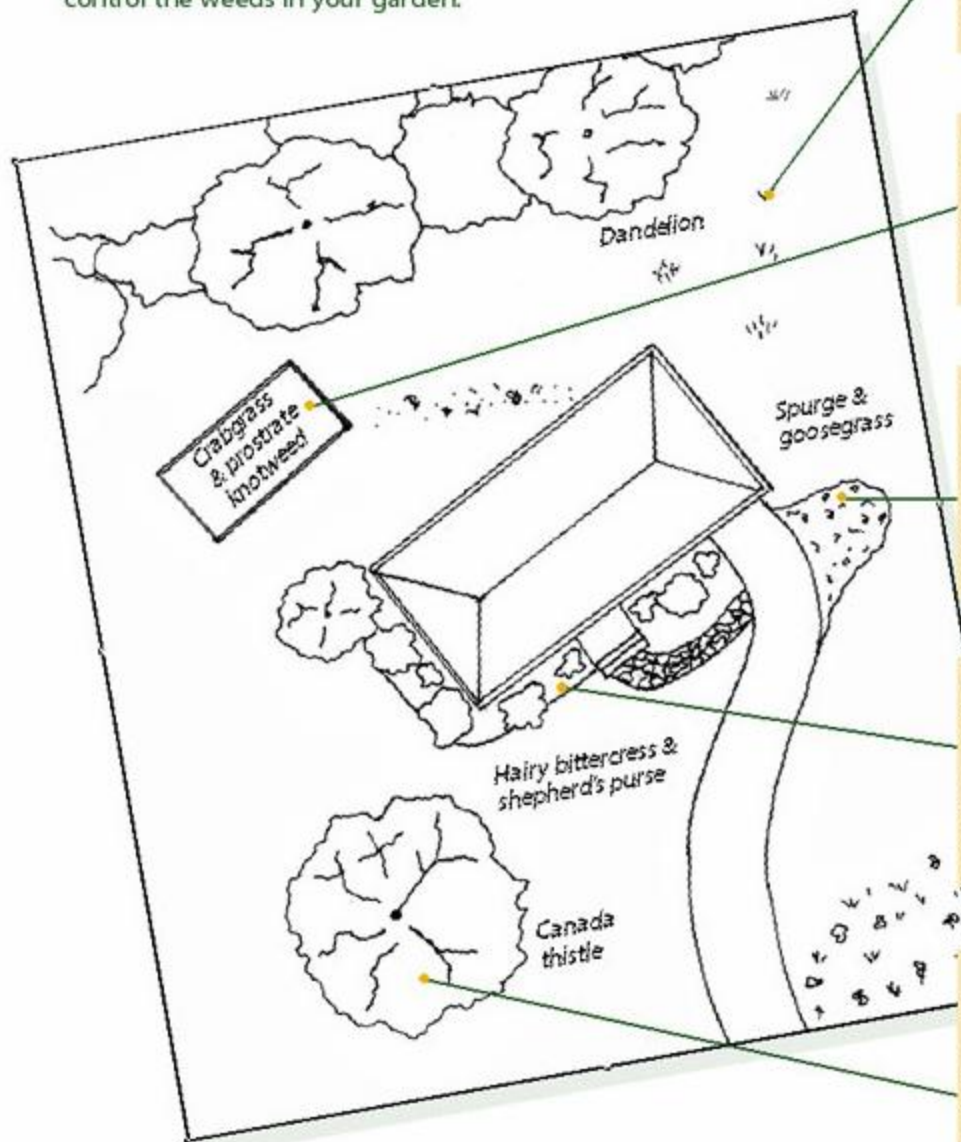 control the weeds in your garden.
Dandelion
Crabgrass
& prostrate
knotweed
Spurge &
goosegrass
Hairy bittercress &
shepherd's purse
Canada
thistle